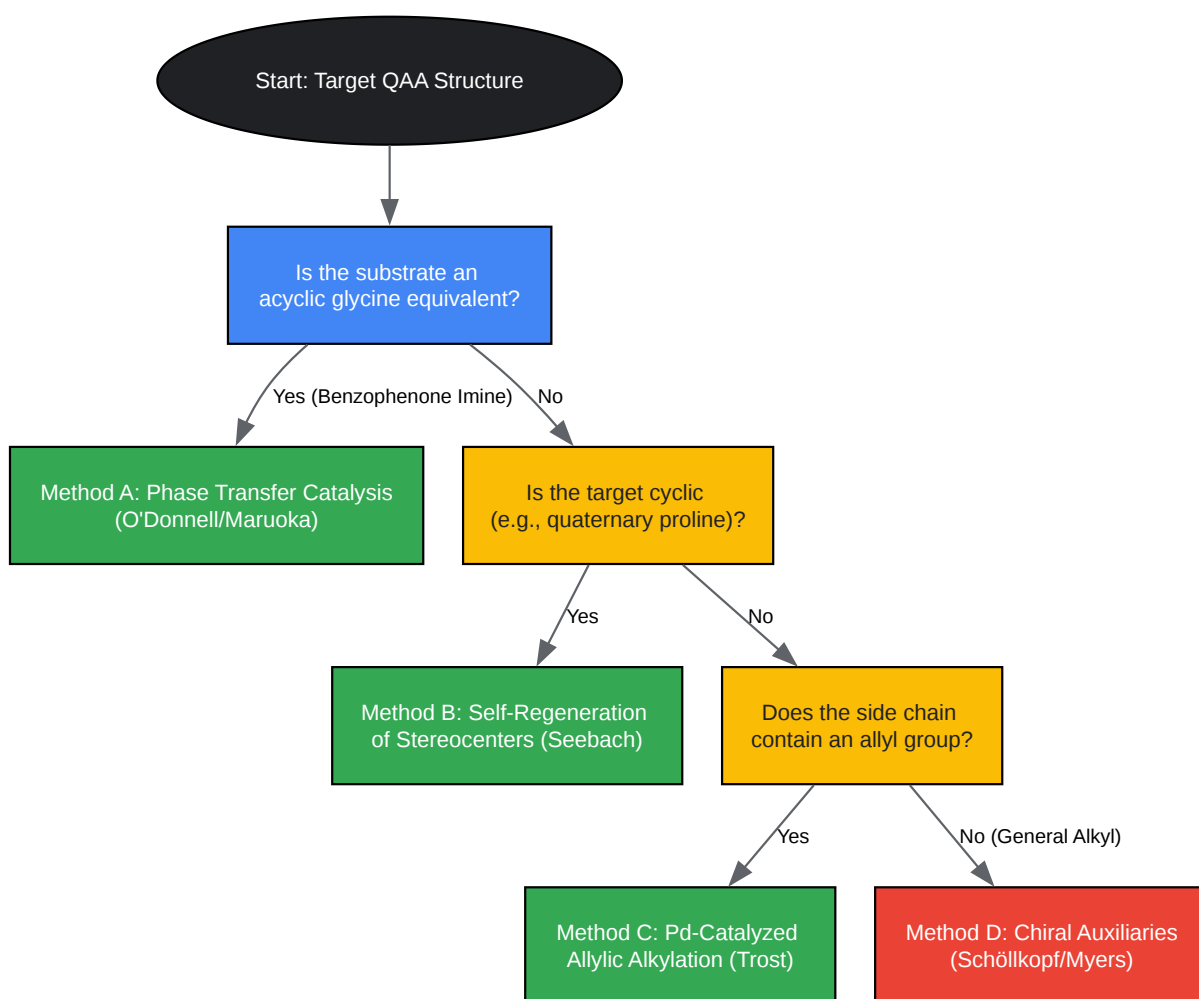 Start: Target QAA Structure
Is the substrate an
acyclic glycine equivalent?
Yes (Benzophenone Imine)
No
Method A: Phase Transfer Catalysis
(O'Donnell/Maruoka)
Is the target cyclic
(e.g., quaternary proline)?
Yes
No
Method B: Self-Regeneration
of Stereocenters (Seebach)
Does the side chain
contain an allyl group?
Yes
No (General Alkyl)
Method C: Pd-Catalyzed
Allylic Alkylation (Trost)
Method D: Chiral Auxiliaries
(Schöllkopf/Myers)